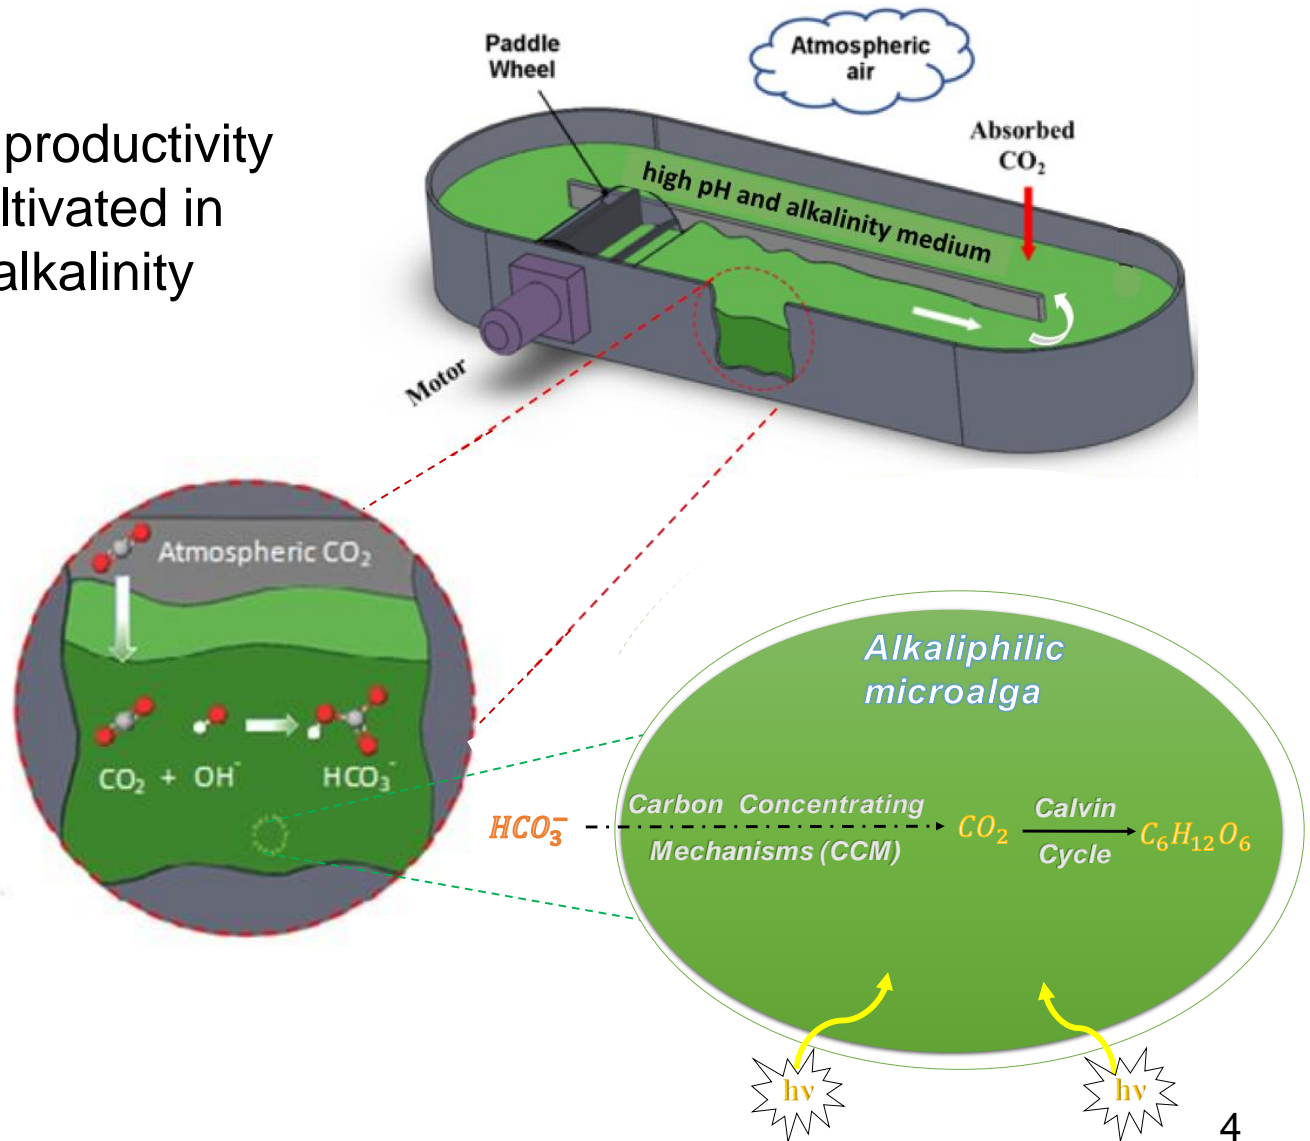 productivity
ltivated in
alkalinity
Paddle
Wheel
Atmospheric
air
Absorbed
CO₂
high pH and alkalinity medium
Motor
Atmospheric CO₂
CO₂ + OH⁻ HCO₃⁻
Alkaliphilic
microalga
HCO₃⁻ Carbon Concentrating Mechanisms (CCM) CO₂ Calvin Cycle C₆H₁₂O₆
hν hν
4